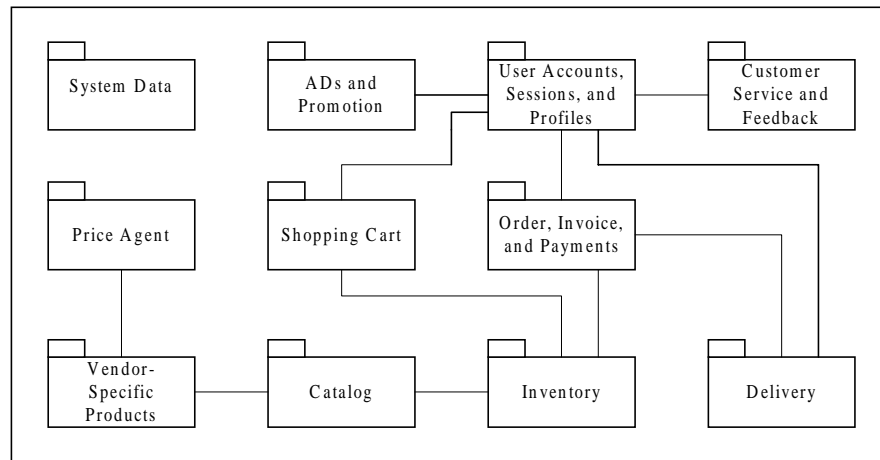 System Data
ADs and
Promotion
User Accounts,
Sessions, and
Profiles
Customer
Service and
Feedback
Price Agent
Shopping Cart
Order, Invoice,
and Payments
Vendor-
Specific
Products
Catalog
Inventory
Delivery